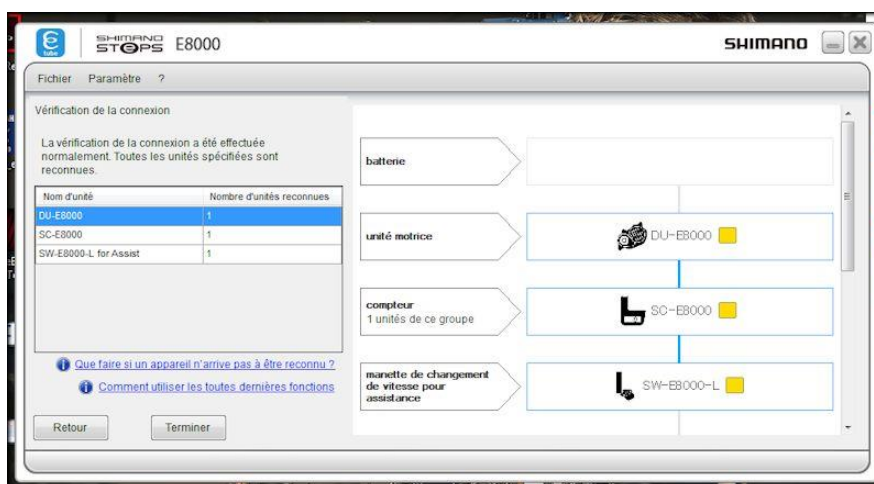 e
tube
SHIMANO
STEPS E8000
SHIMANO
Fichier Paramètre ?
Vérification de la connexion
La vérification de la connexion a été effectuée
normalement. Toutes les unités spécifiées sont
reconnues.
Nom d'unité Nombre d'unités reconnues
DU-E8000 1
SC-E8000 1
SW-E8000-L for Assist 1
Que faire si un appareil n'arrive pas à être reconnu ?
Comment utiliser les toutes dernières fonctions
Retour Terminer
batterie
unité motrice
DU-E8000
compteur
1 unités de ce groupe
SC-E8000
manette de changement
de vitesse pour
assistance
SW-E8000-L